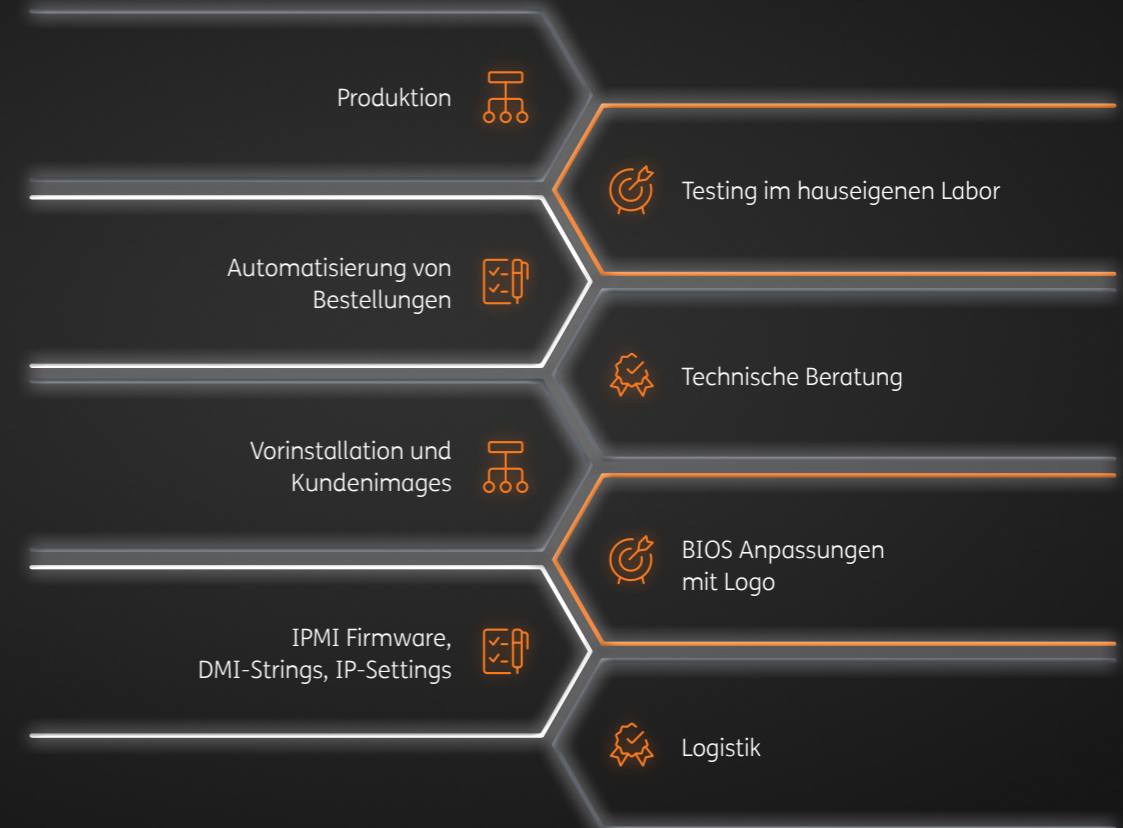 Produktion
Testing im hauseigenen Labor
Automatisierung von
Bestellungen
Technische Beratung
Vorinstallation und
Kundenimages
BIOS Anpassungen
mit Logo
IPMI Firmware,
DMI-Strings, IP-Settings
Logistik